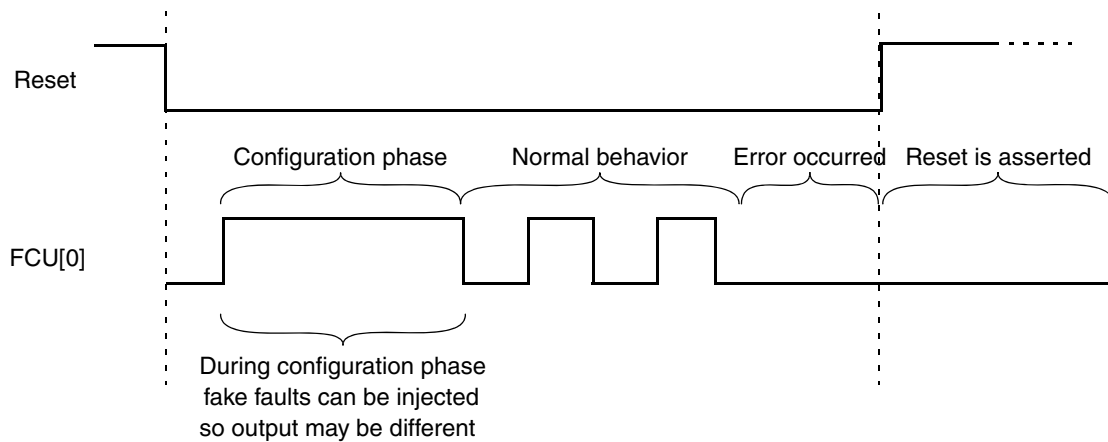 Reset
Configuration phase
Normal behavior
Error occurred
Reset is asserted
FCU[0]
During configuration phase
fake faults can be injected
so output may be different